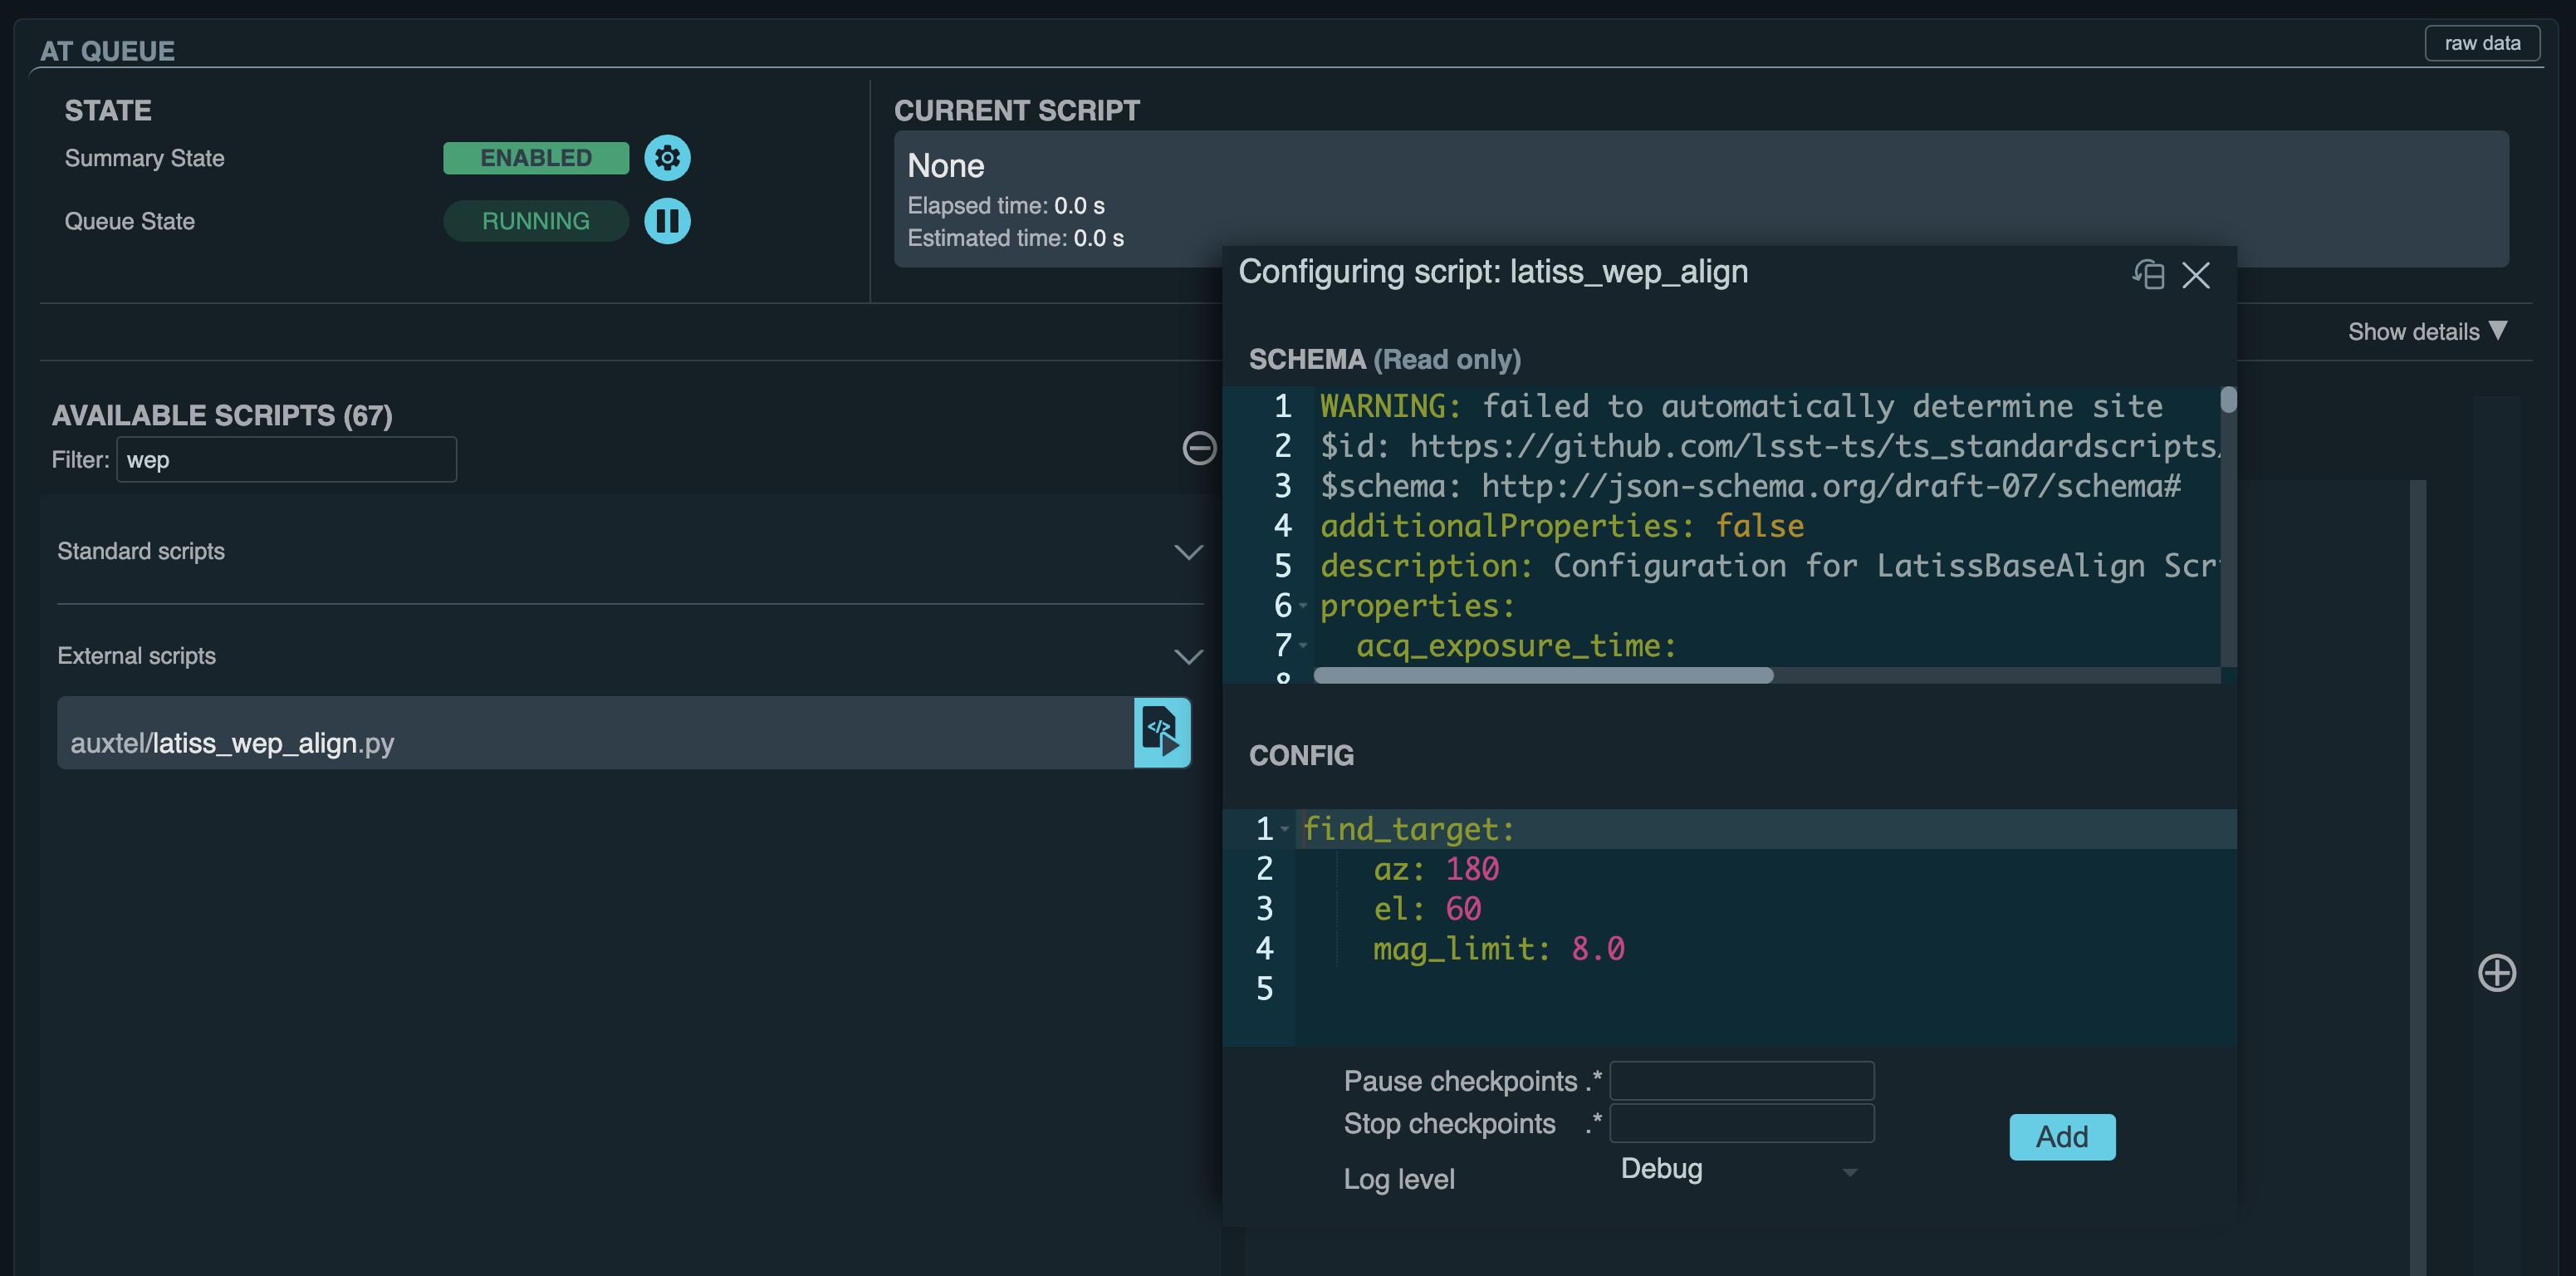 AT QUEUE
raw data
STATE
Summary State ENABLED
Queue State RUNNING
CURRENT SCRIPT
None
Elapsed time: 0.0 s
Estimated time: 0.0 s
Show details ▼
AVAILABLE SCRIPTS (67)
Filter: wep
Standard scripts
External scripts
auxtel/latiss_wep_align.py
</>
Configuring script: latiss_wep_align
SCHEMA (Read only)
1 WARNING: failed to automatically determine site
2 $id: https://github.com/lsst-ts/ts_standardscripts/
3 $schema: http://json-schema.org/draft-07/schema#
4 additionalProperties: false
5 description: Configuration for LatissBaseAlign Scr
6 properties:
7 acq_exposure_time:
8
CONFIG
1 find_target:
2 az: 180
3 el: 60
4 mag_limit: 8.0
5
Pause checkpoints .*
Stop checkpoints .*
Log level Debug
Add